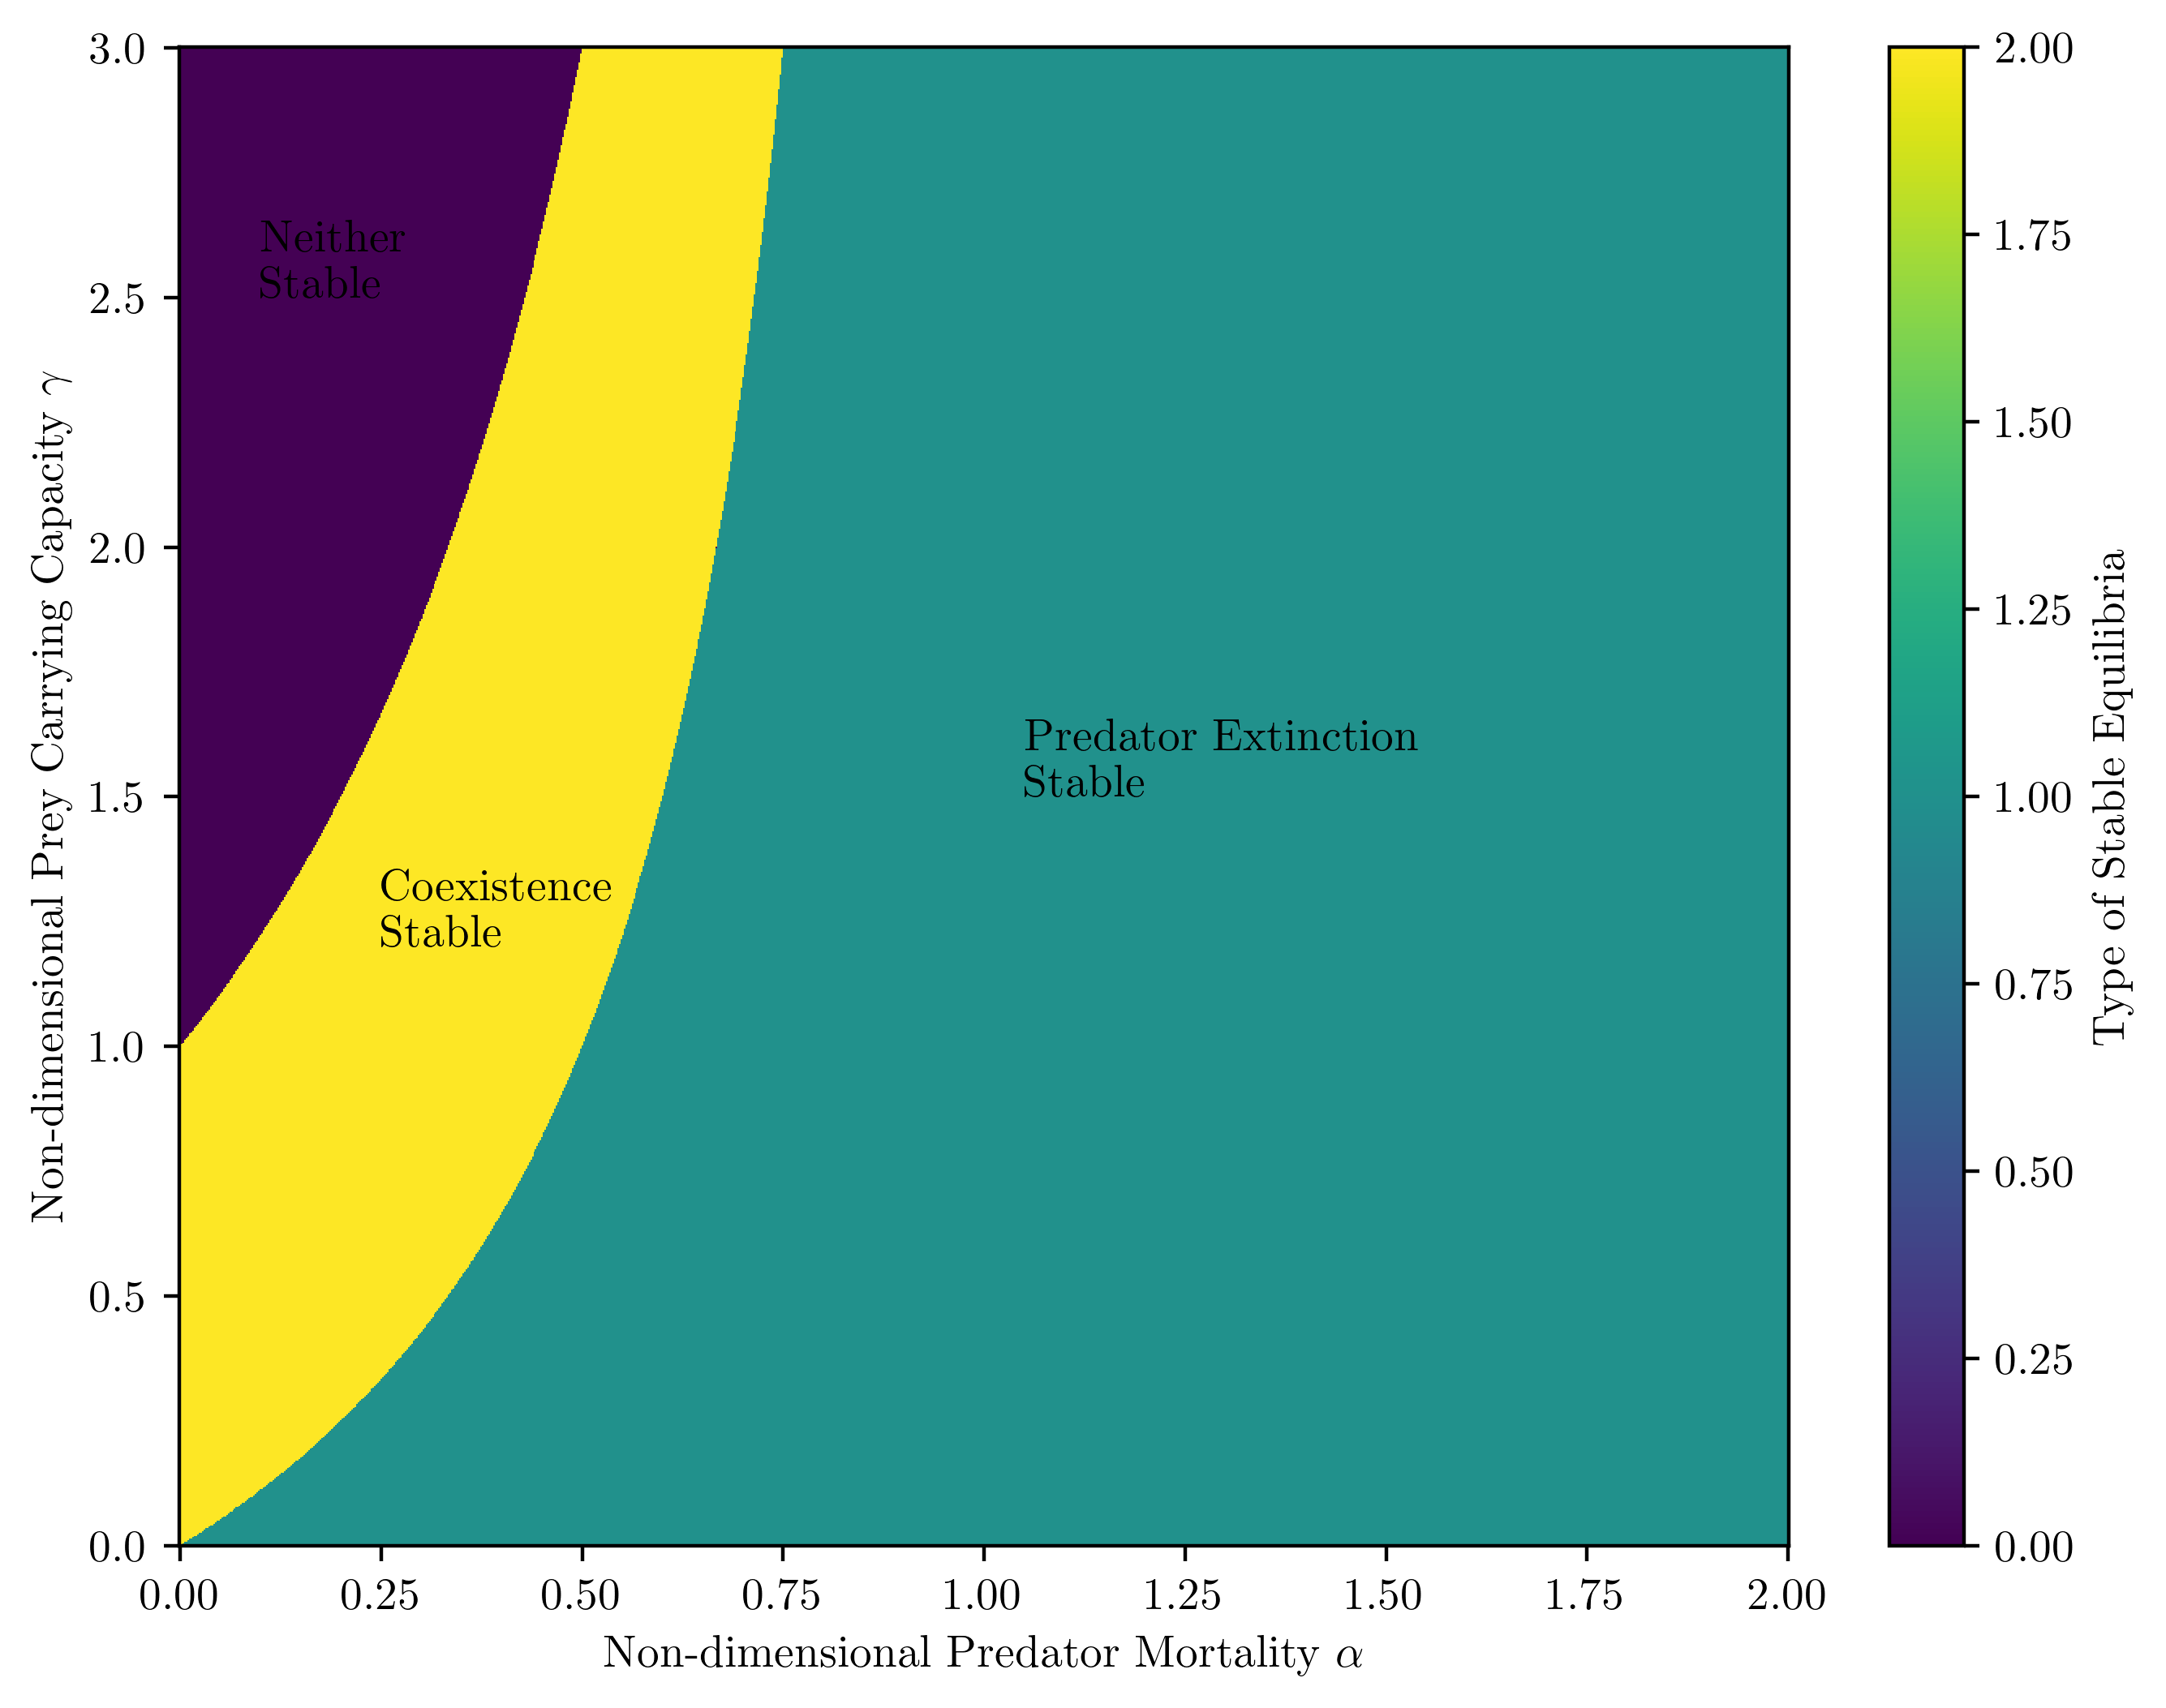 3.0
2.5
2.0
1.5
1.0
0.5
0.0
Non-dimensional Prey Carrying Capacity γ
Neither
Stable
Coexistence
Stable
Predator Extinction
Stable
0.00 0.25 0.50 0.75 1.00 1.25 1.50 1.75 2.00
Non-dimensional Predator Mortality α
2.00
1.75
1.50
1.25
1.00
0.75
0.50
0.25
0.00
Type of Stable Equilibria